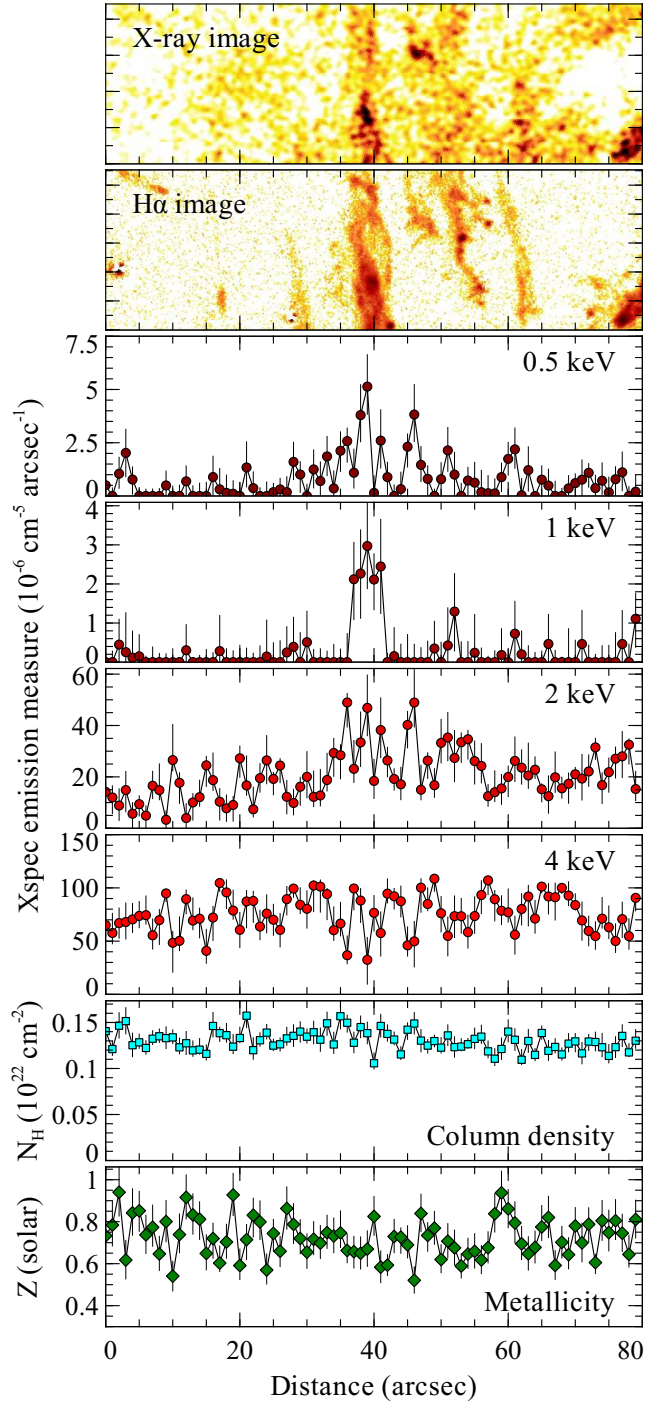 X-ray image
Hα image
7.5
5
2.5
0
0.5 keV
4
3
2
1
0
1 keV
60
40
20
0
2 keV
150
100
50
0
4 keV
Xspec emission measure (10⁻⁶ cm⁻⁵ arcsec⁻¹)
0.15
0.1
0.05
0
N_H (10²² cm⁻²)
Column density
1
0.8
0.6
0.4
Z (solar)
Metallicity
0 20 40 60 80
Distance (arcsec)